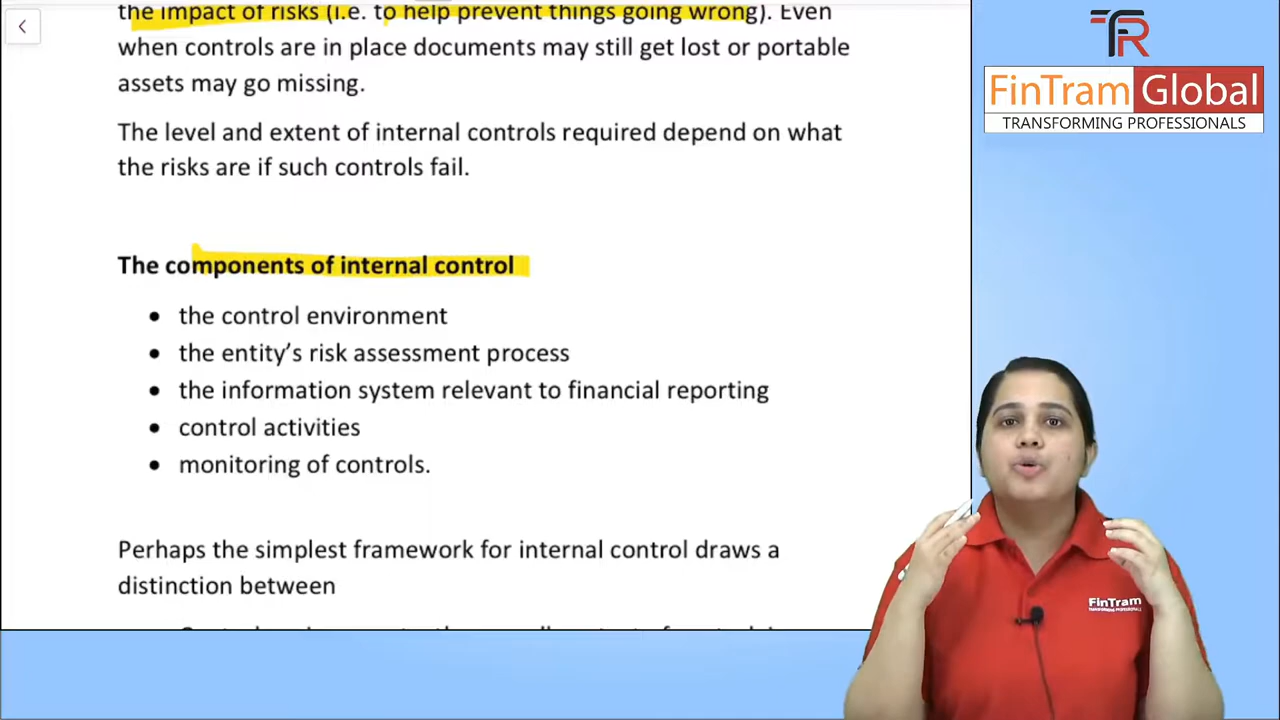 the impact of risks (i.e. to help prevent things going wrong). Even
when controls are in place documents may still get lost or portable
assets may go missing.
The level and extent of internal controls required depend on what
the risks are if such controls fail.
The components of internal control
• the control environment
• the entity's risk assessment process
• the information system relevant to financial reporting
• control activities
• monitoring of controls.
Perhaps the simplest framework for internal control draws a
distinction between
FinTram Global
TRANSFORMING PROFESSIONALS
FinTram